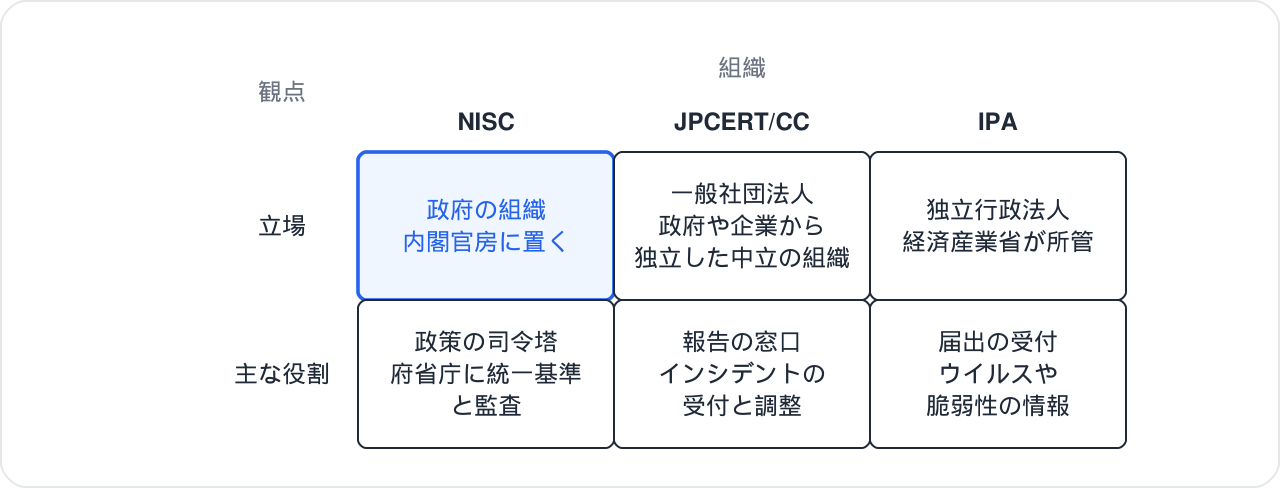 組織
観点
NISC
JPCERT/CC
IPA
立場
政府の組織
内閣官房に置く
一般社団法人
政府や企業から
独立した中立の組織
独立行政法人
経済産業省が所管
主な役割
政策の司令塔
府省庁に統一基準
と監査
報告の窓口
インシデントの
受付と調整
届出の受付
ウイルスや
脆弱性の情報